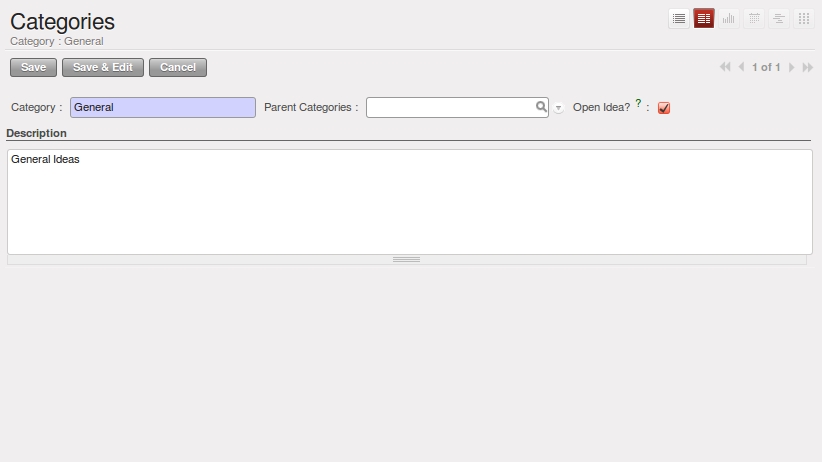 Categories
Category : General
Save Save & Edit Cancel 1 of 1
Category : General Parent Categories : Open Idea? ? :
Description
General Ideas